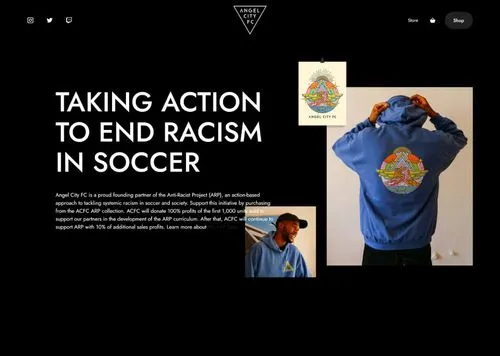 ANGEL
CITY
FC
Store
Shop
TAKING ACTION
TO END RACISM
IN SOCCER
Angel City FC is a proud founding partner of the Anti-Racist Project (ARP), an action-based
approach to tackling systemic racism in soccer and society. Support this initiative by purchasing
from the ACFC ARP collection. ACFC will donate 100% profits of the first 1,000 units sold to
support our partners in the development of the ARP curriculum. After that, ACFC will continue to
support ARP with 10% of additional sales profits. Learn more about
ANGEL CITY FC